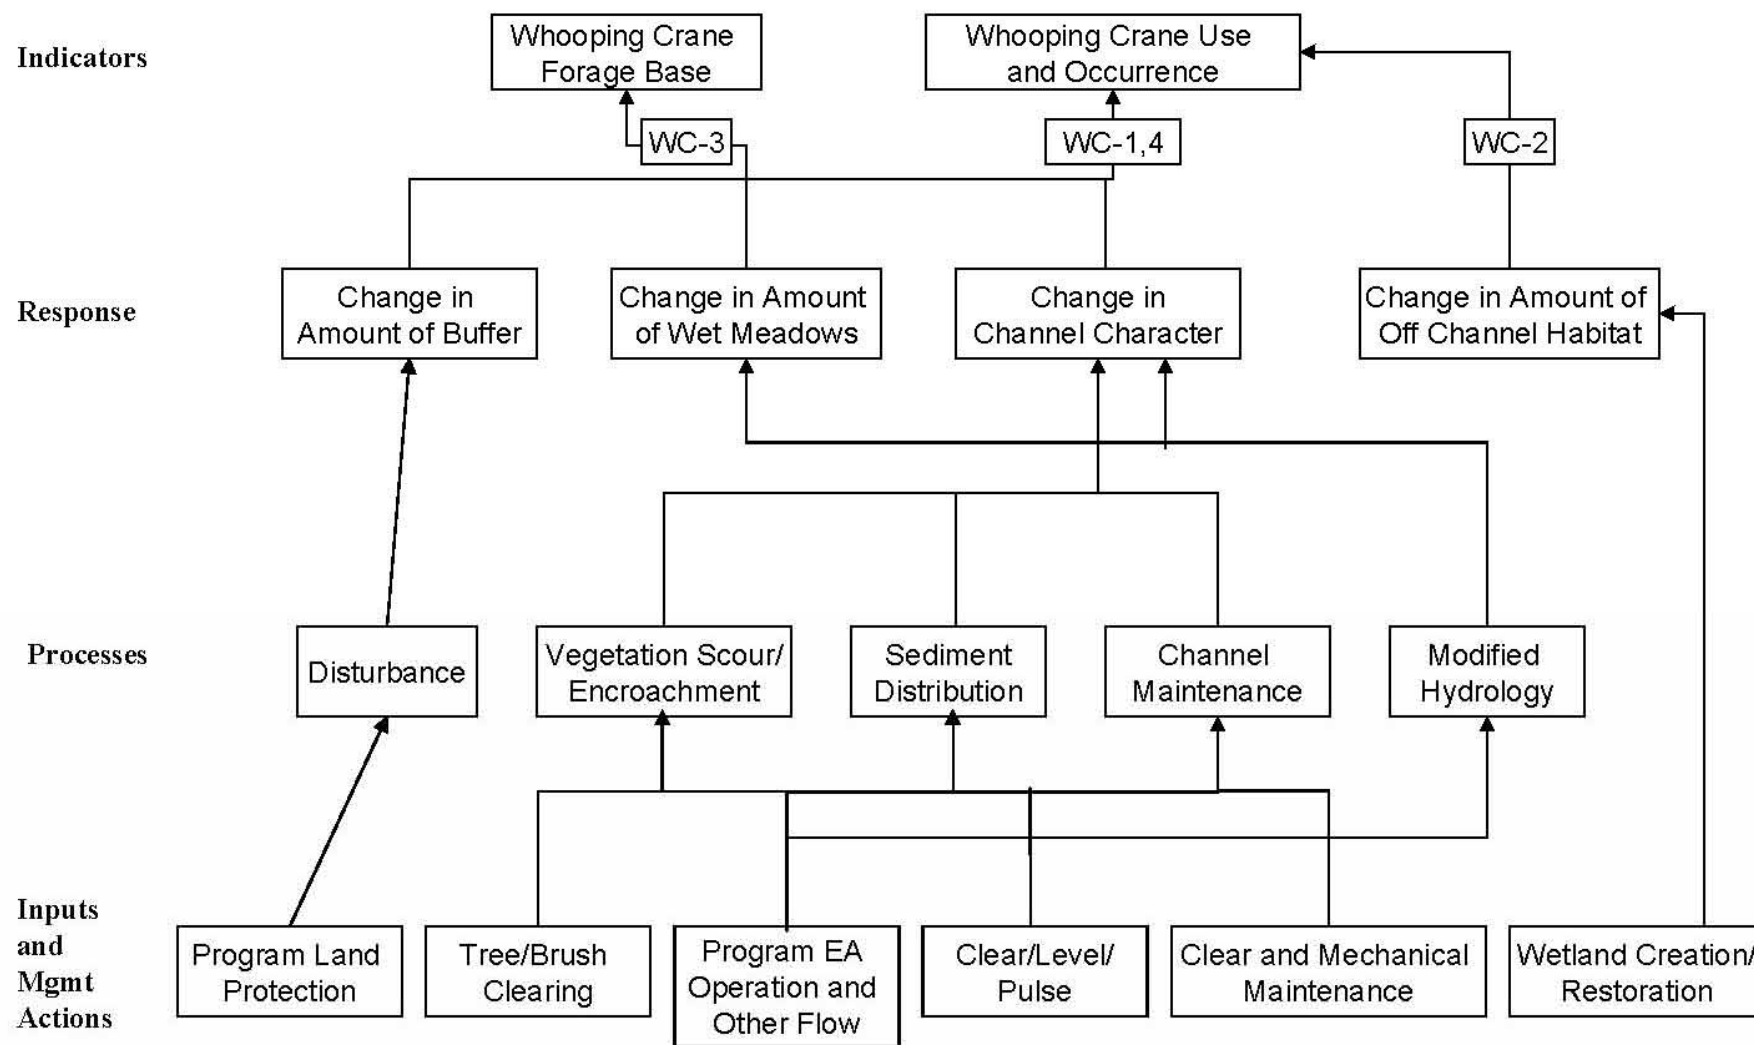 Indicators
Whooping Crane
Forage Base
Whooping Crane Use
and Occurrence
WC-3
WC-1,4
WC-2
Response
Change in
Amount of Buffer
Change in Amount
of Wet Meadows
Change in
Channel Character
Change in Amount of
Off Channel Habitat
Processes
Disturbance
Vegetation Scour/
Encroachment
Sediment
Distribution
Channel
Maintenance
Modified
Hydrology
Inputs
and
Mgmt
Actions
Program Land
Protection
Tree/Brush
Clearing
Program EA
Operation and
Other Flow
Clear/Level/
Pulse
Clear and Mechanical
Maintenance
Wetland Creation/
Restoration